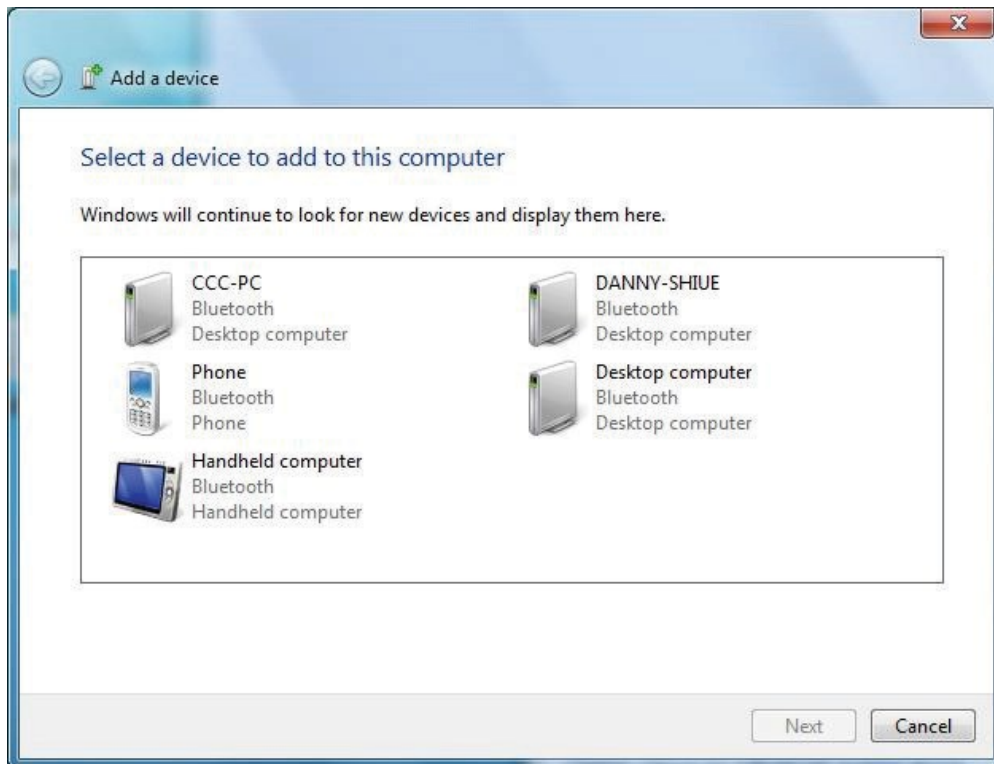 Add a device
Select a device to add to this computer
Windows will continue to look for new devices and display them here.
CCC-PC
Bluetooth
Desktop computer
DANNY-SHIUE
Bluetooth
Desktop computer
Phone
Bluetooth
Phone
Desktop computer
Bluetooth
Desktop computer
Handheld computer
Bluetooth
Handheld computer
Next
Cancel